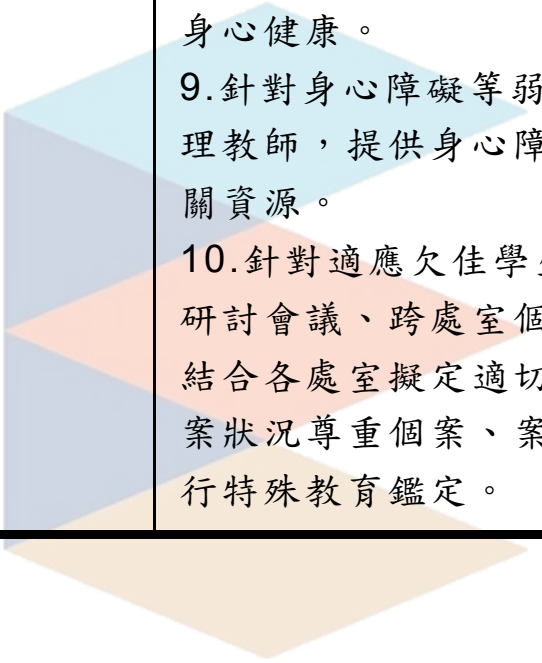 身心健康。
9.針對身心障礙等弱
理教師，提供身心障
關資源。
10.針對適應欠佳學
研討會議、跨處室個
結合各處室擬定適切
案狀況尊重個案、案
行特殊教育鑑定。